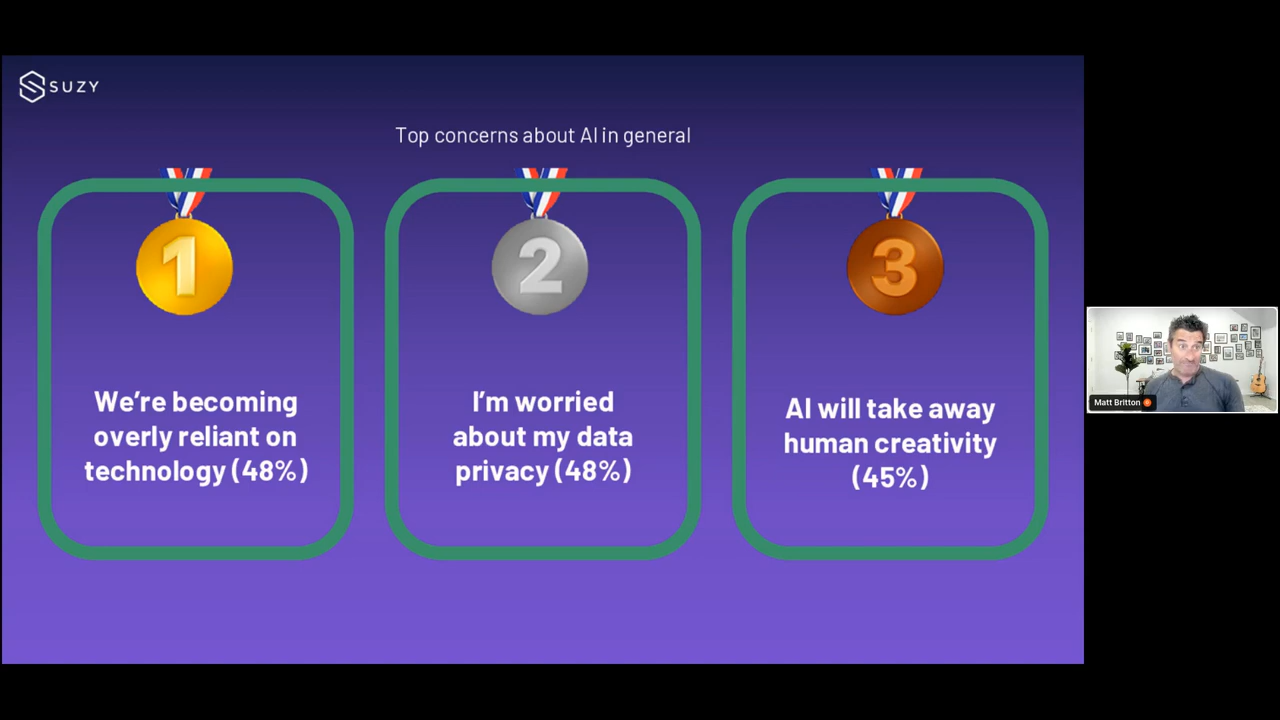 SUZY
Top concerns about AI in general
1
2
3
We’re becoming
overly reliant on
technology (48%)
I’m worried
about my data
privacy (48%)
AI will take away
human creativity
(45%)
Matt Britton